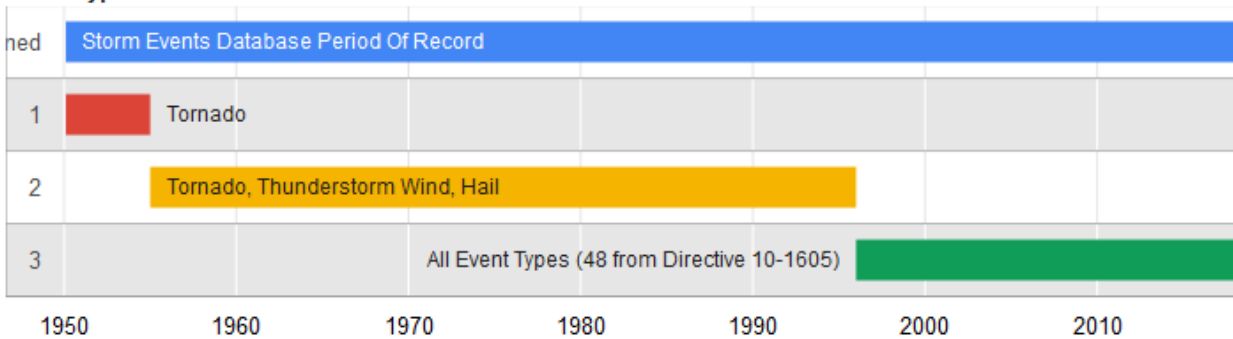 ned Storm Events Database Period Of Record
1 Tornado
2 Tornado, Thunderstorm Wind, Hail
3 All Event Types (48 from Directive 10-1605)
1950 1960 1970 1980 1990 2000 2010